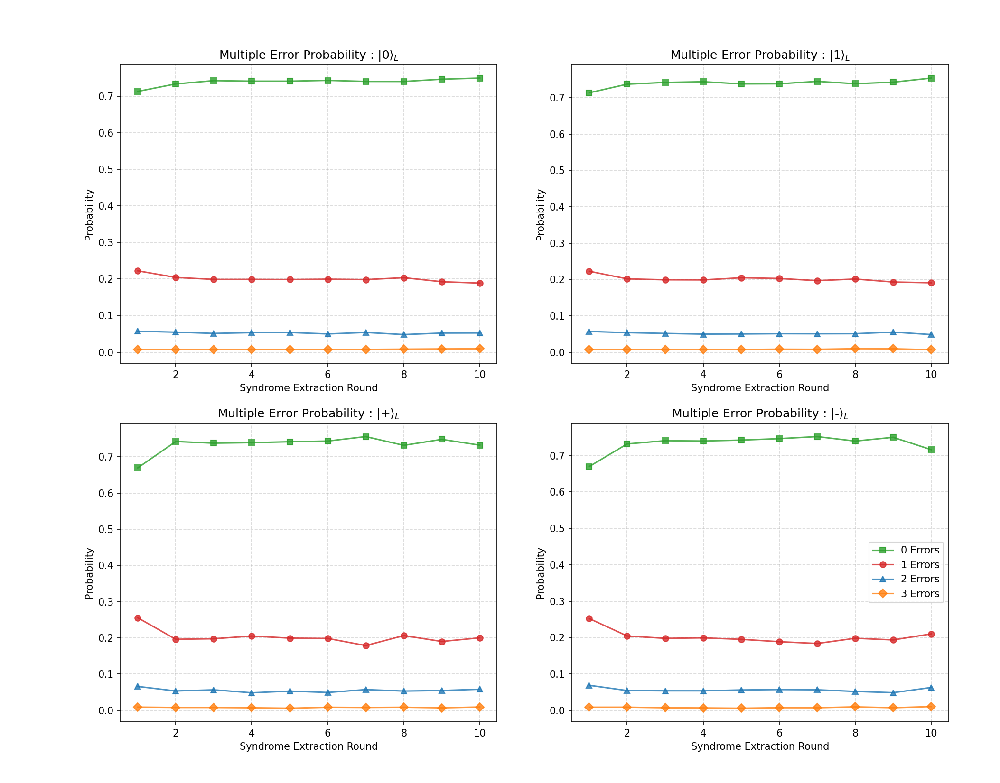 Multiple Error Probability : |0⟩L
0.7
0.6
0.5
0.4
0.3
0.2
0.1
0.0
Probability
2 4 6 8 10
Syndrome Extraction Round
Multiple Error Probability : |1⟩L
0.7
0.6
0.5
0.4
0.3
0.2
0.1
0.0
Probability
2 4 6 8 10
Syndrome Extraction Round
Multiple Error Probability : |+⟩L
0.7
0.6
0.5
0.4
0.3
0.2
0.1
0.0
Probability
2 4 6 8 10
Syndrome Extraction Round
Multiple Error Probability : |-⟩L
0.7
0.6
0.5
0.4
0.3
0.2
0.1
0.0
Probability
2 4 6 8 10
Syndrome Extraction Round
0 Errors
1 Errors
2 Errors
3 Errors